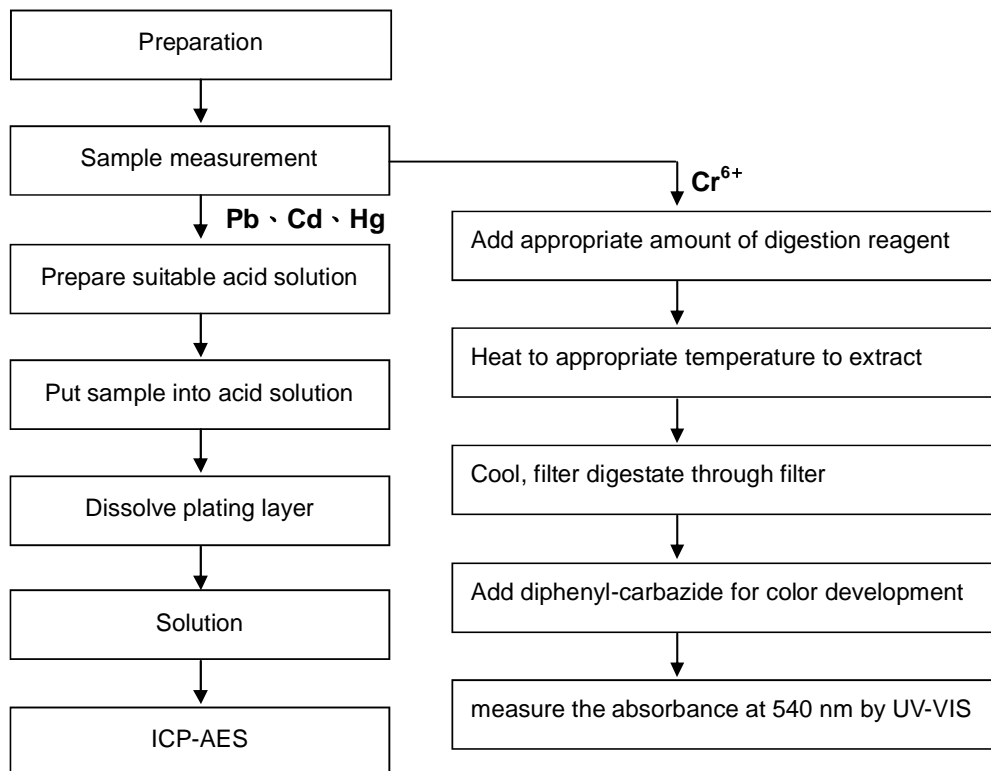 Preparation
Sample measurement
Cr⁶⁺
Pb、Cd、Hg
Prepare suitable acid solution
Put sample into acid solution
Dissolve plating layer
Solution
ICP-AES
Add appropriate amount of digestion reagent
Heat to appropriate temperature to extract
Cool, filter digestate through filter
Add diphenyl-carbazide for color development
measure the absorbance at 540 nm by UV-VIS